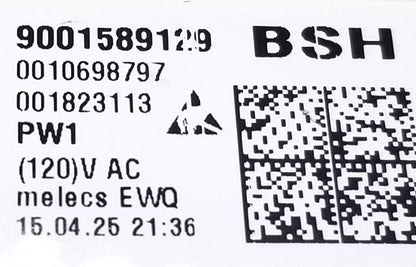 9001589129 BSH
0010698797
001823113
PW1
(120)V AC
melecs EWQ
15.04.25 21:36